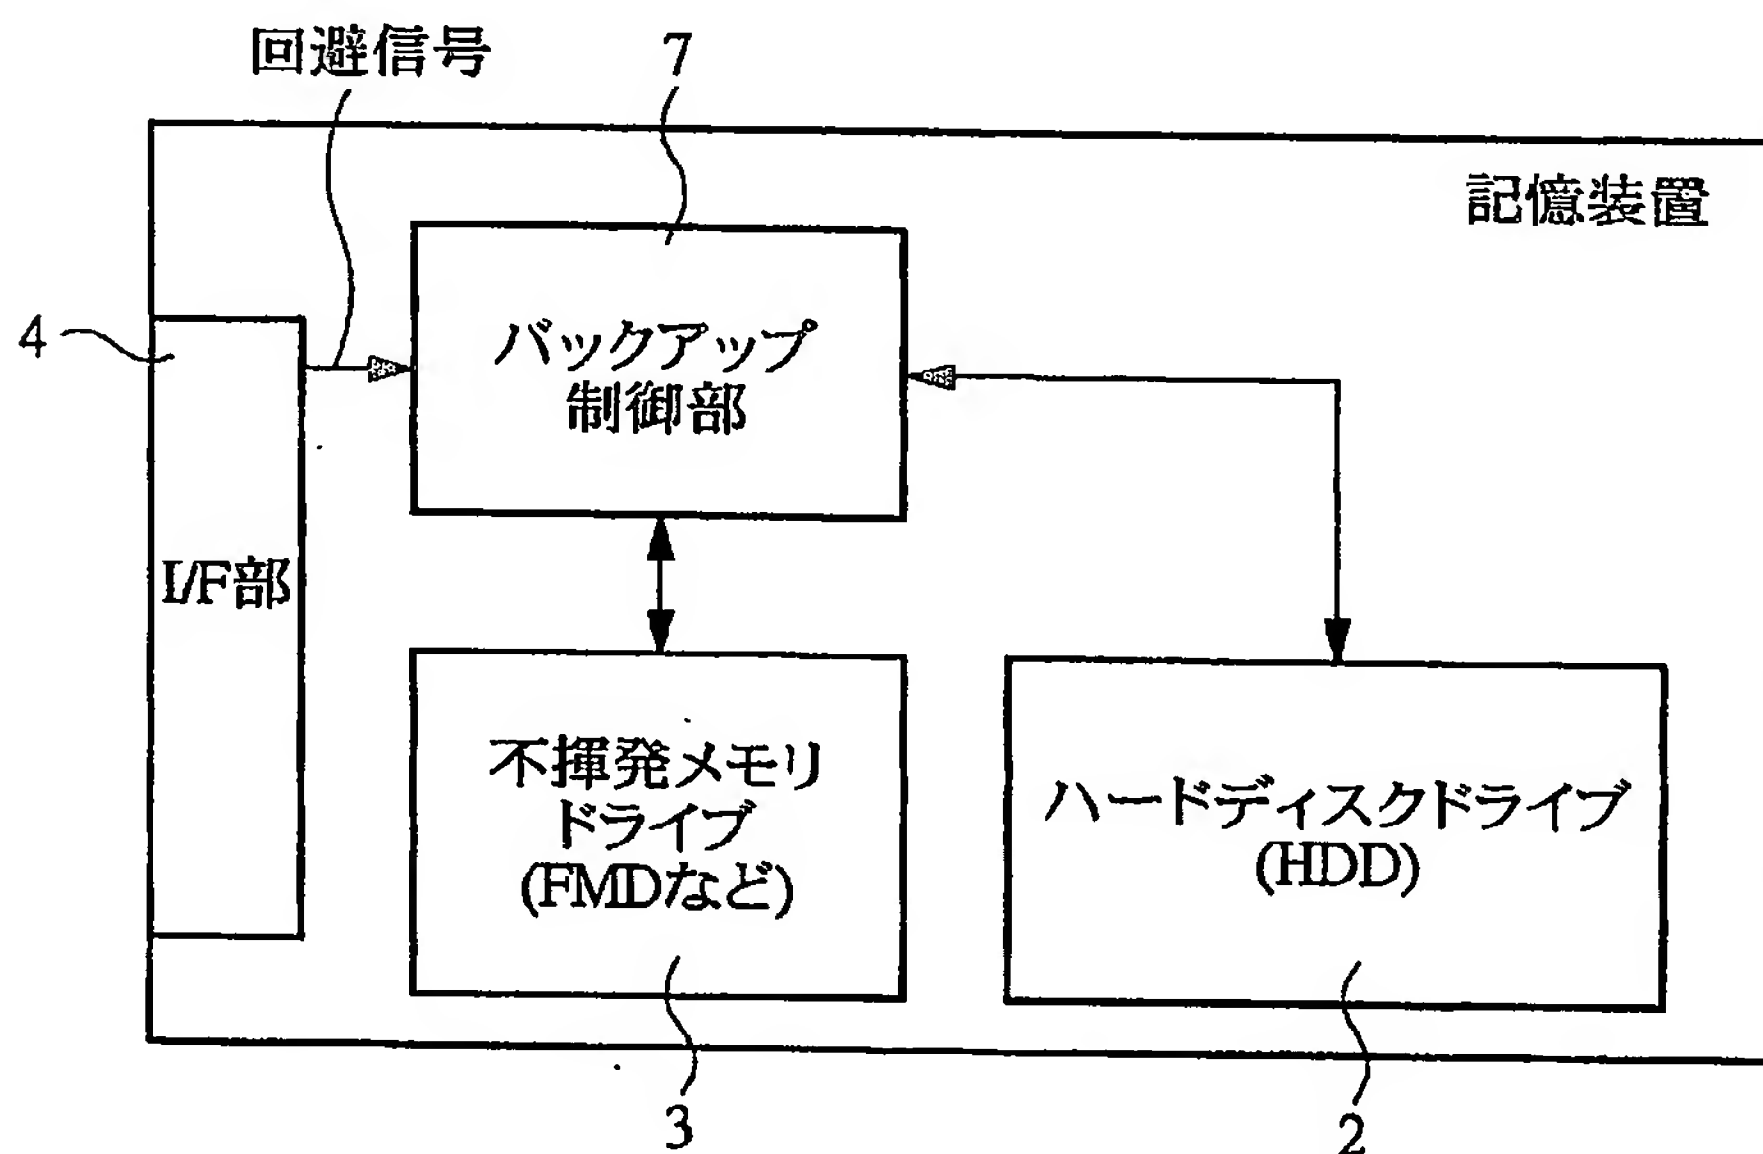 回避信号
7
記憶装置
4
バックアップ
制御部
I/F部
不揮発メモリ
ドライブ
(FMDなど)
ハードディスクドライブ
(HDD)
3
2